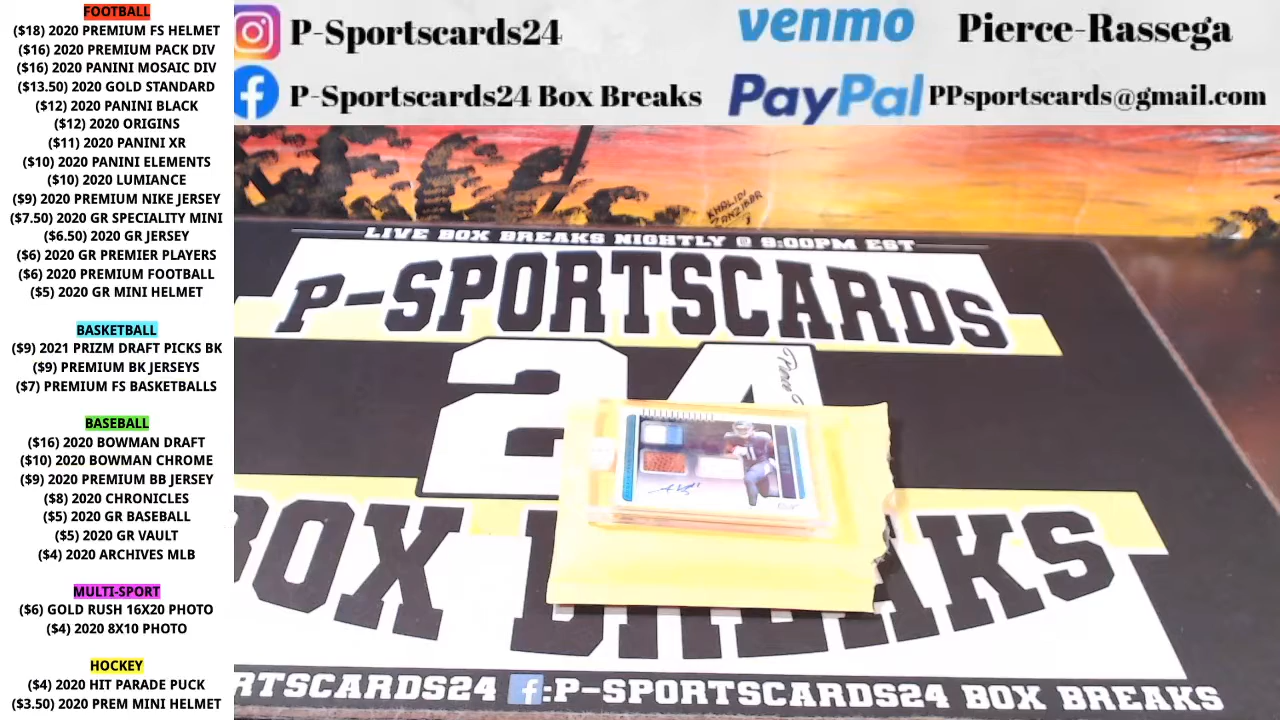 FOOTBALL
($18) 2020 PREMIUM FS HELMET
($16) 2020 PREMIUM PACK DIV
($16) 2020 PANINI MOSAIC DIV
($13.50) 2020 GOLD STANDARD
($12) 2020 PANINI BLACK
($12) 2020 ORIGINS
($11) 2020 PANINI XR
($10) 2020 PANINI ELEMENTS
($10) 2020 LUMIANCE
($9) 2020 PREMIUM NIKE JERSEY
($7.50) 2020 GR SPECIALITY MINI
($6.50) 2020 GR JERSEY
($6) 2020 GR PREMIER PLAYERS
($6) 2020 PREMIUM FOOTBALL
($5) 2020 GR MINI HELMET
BASKETBALL
($9) 2021 PRIZM DRAFT PICKS BK
($9) PREMIUM BK JERSEYS
($7) PREMIUM FS BASKETBALLS
BASEBALL
($16) 2020 BOWMAN DRAFT
($10) 2020 BOWMAN CHROME
($9) 2020 PREMIUM BB JERSEY
($8) 2020 CHRONICLES
($5) 2020 GR BASEBALL
($5) 2020 GR VAULT
($4) 2020 ARCHIVES MLB
MULTI-SPORT
($6) GOLD RUSH 16X20 PHOTO
($4) 2020 8X10 PHOTO
HOCKEY
($4) 2020 HIT PARADE PUCK
($3.50) 2020 PREM MINI HELMET
P-Sportscards24
venmo Pierce-Rassega
P-Sportscards24 Box Breaks
PayPal PPsportscards@gmail.com
KHALIDI
ZANZIBAR
LIVE BOX BREAKS NIGHTLY @ 9:00PM EST
P-SPORTSCARDS
24
BOX BREAKS
RTSCARDS24 f:P-SPORTSCARDS24 BOX BREAKS